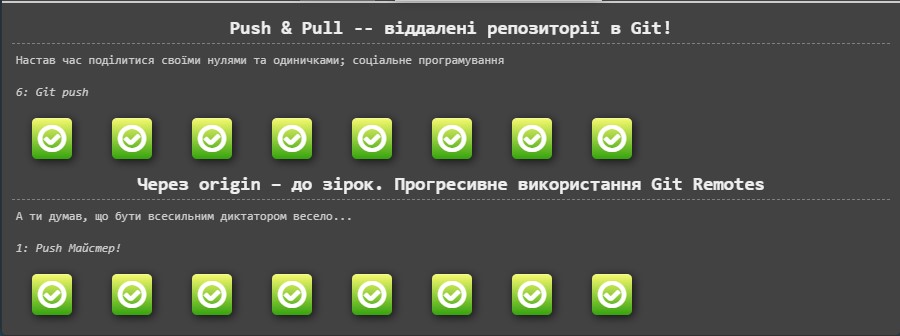 Push & Pull -- віддалені репозиторії в Git!
Настав час поділитися своїми нулями та одиничками; соціальне програмування
6: Git push
Через origin – до зірок. Прогресивне використання Git Remotes
А ти думав, що бути всесильним диктатором весело...
1: Push Майстер!